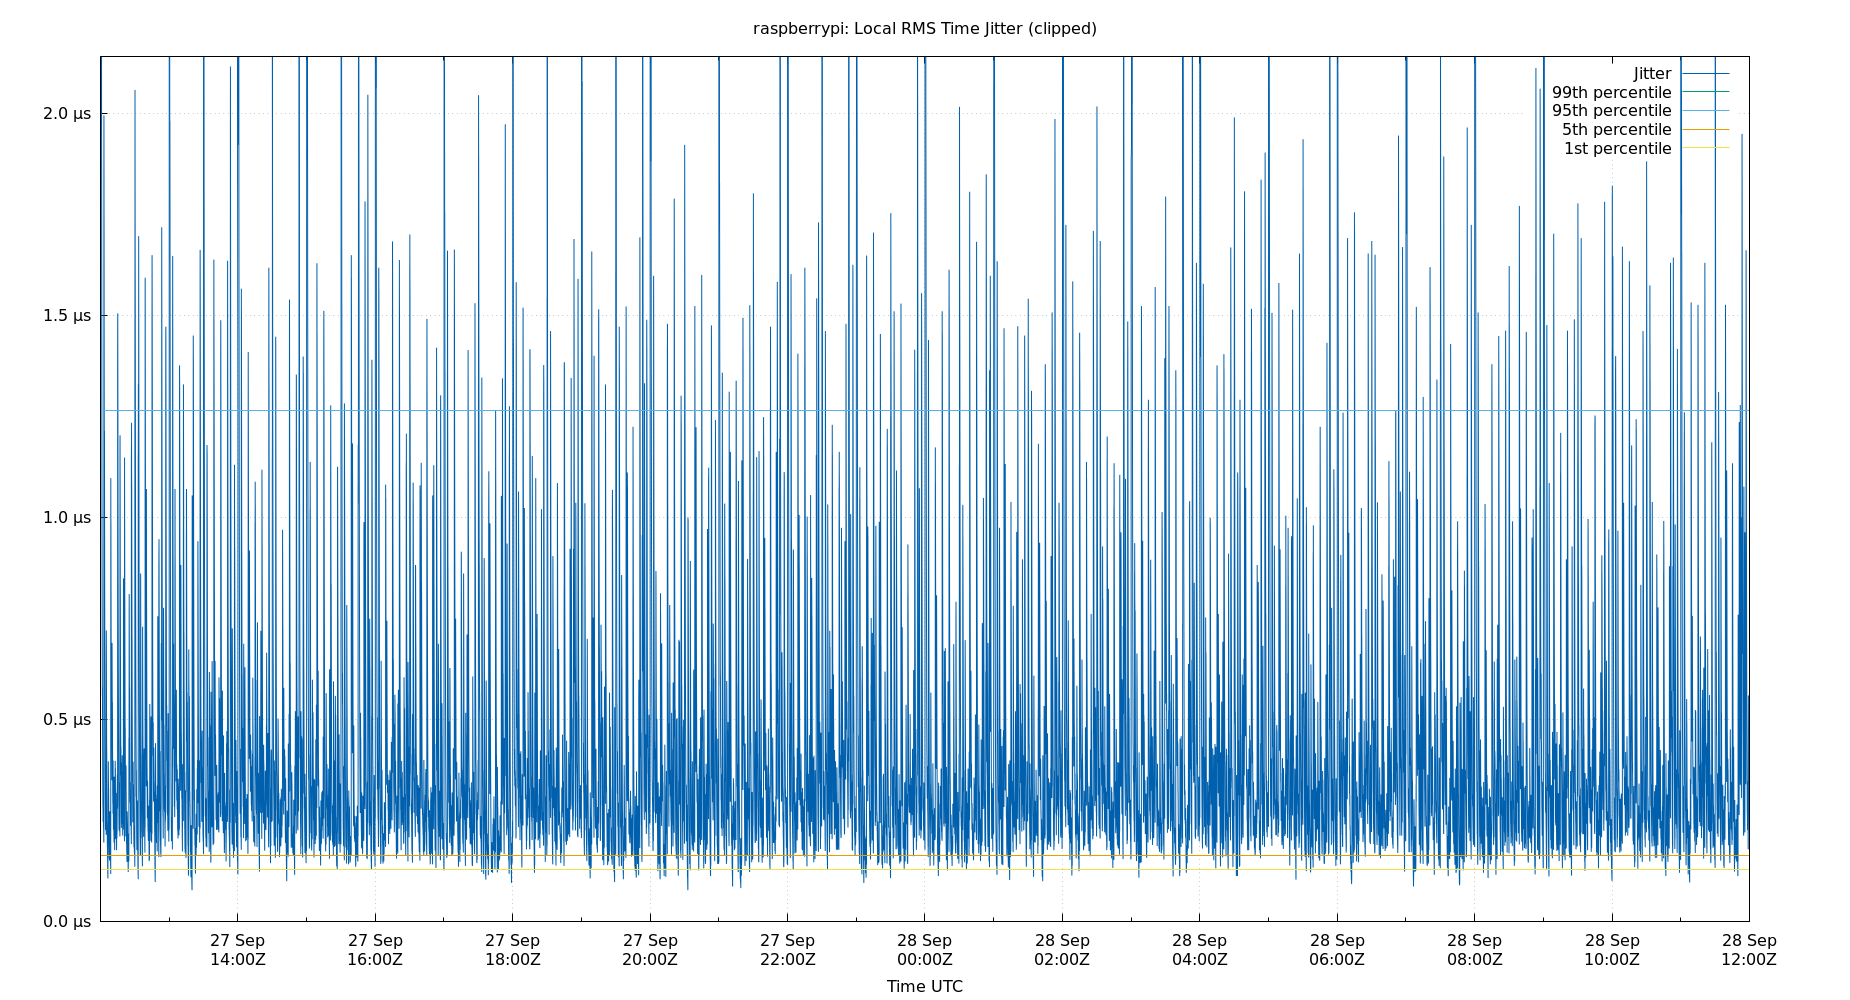 raspberrypi: Local RMS Time Jitter (clipped)
Jitter
99th percentile
95th percentile
5th percentile
1st percentile
2.0 μs
1.5 μs
1.0 μs
0.5 μs
0.0 μs
27 Sep 27 Sep 27 Sep 27 Sep 27 Sep 28 Sep 28 Sep 28 Sep 28 Sep 28 Sep 28 Sep 28 Sep
14:00Z 16:00Z 18:00Z 20:00Z 22:00Z 00:00Z 02:00Z 04:00Z 06:00Z 08:00Z 10:00Z 12:00Z
Time UTC